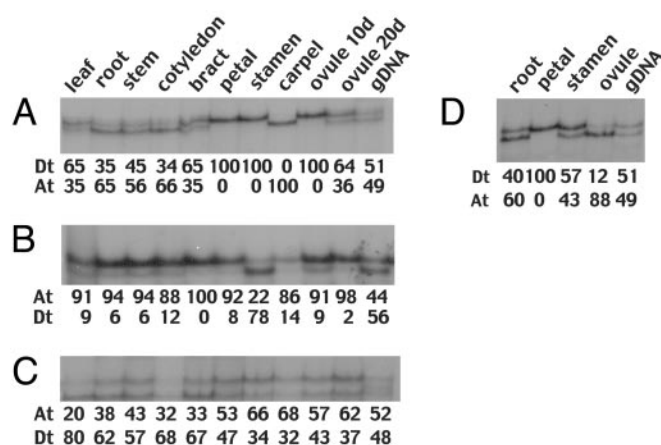 leaf root stem cotyledon bract petal stamen carpel ovule 10d ovule 20d gDNA
A
Dt 65 35 45 34 65 100 100 0 100 64 51
At 35 65 56 66 35 0 0 100 0 36 49
B
At 91 94 94 88 100 92 22 86 91 98 44
Dt 9 6 6 12 0 8 78 14 9 2 56
C
At 20 38 43 32 33 53 66 68 57 62 52
Dt 80 62 57 68 67 47 34 32 43 37 48
root petal stamen ovule gDNA
D
Dt 40 100 57 12 51
At 60 0 43 88 49